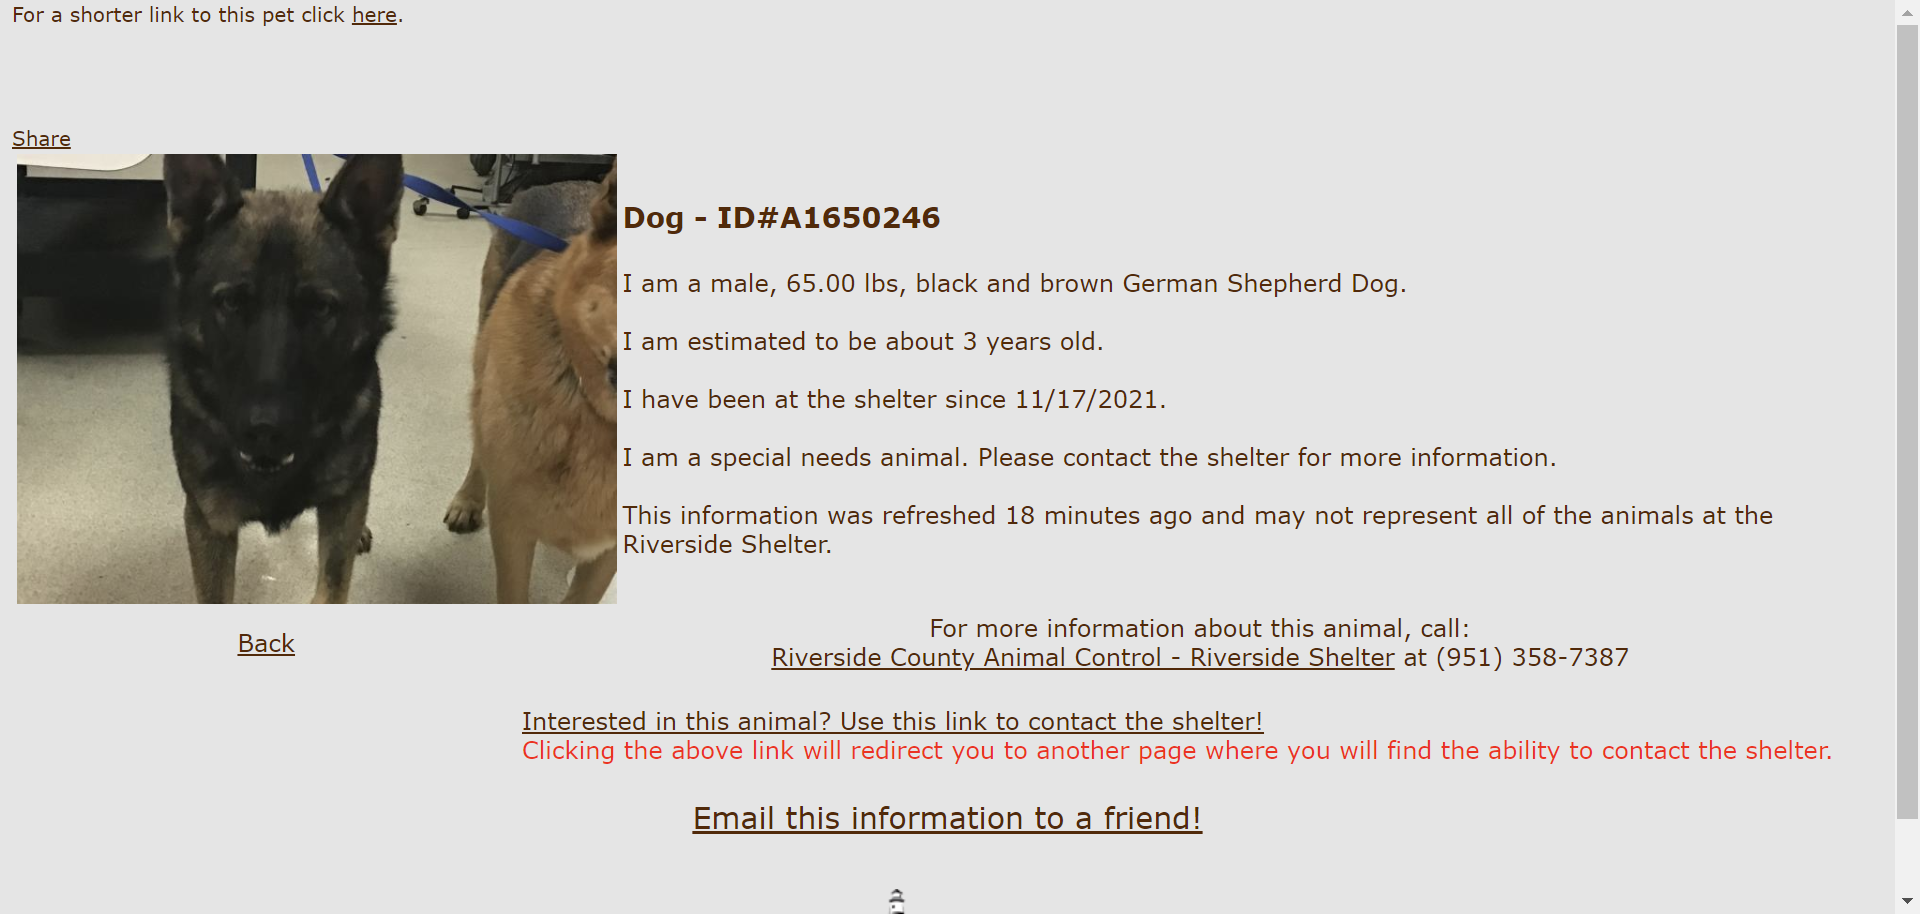 For a shorter link to this pet click here.
Share
Dog - ID#A1650246
I am a male, 65.00 lbs, black and brown German Shepherd Dog.
I am estimated to be about 3 years old.
I have been at the shelter since 11/17/2021.
I am a special needs animal. Please contact the shelter for more information.
This information was refreshed 18 minutes ago and may not represent all of the animals at the
Riverside Shelter.
Back
For more information about this animal, call:
Riverside County Animal Control - Riverside Shelter at (951) 358-7387
Interested in this animal? Use this link to contact the shelter!
Clicking the above link will redirect you to another page where you will find the ability to contact the shelter.
Email this information to a friend!